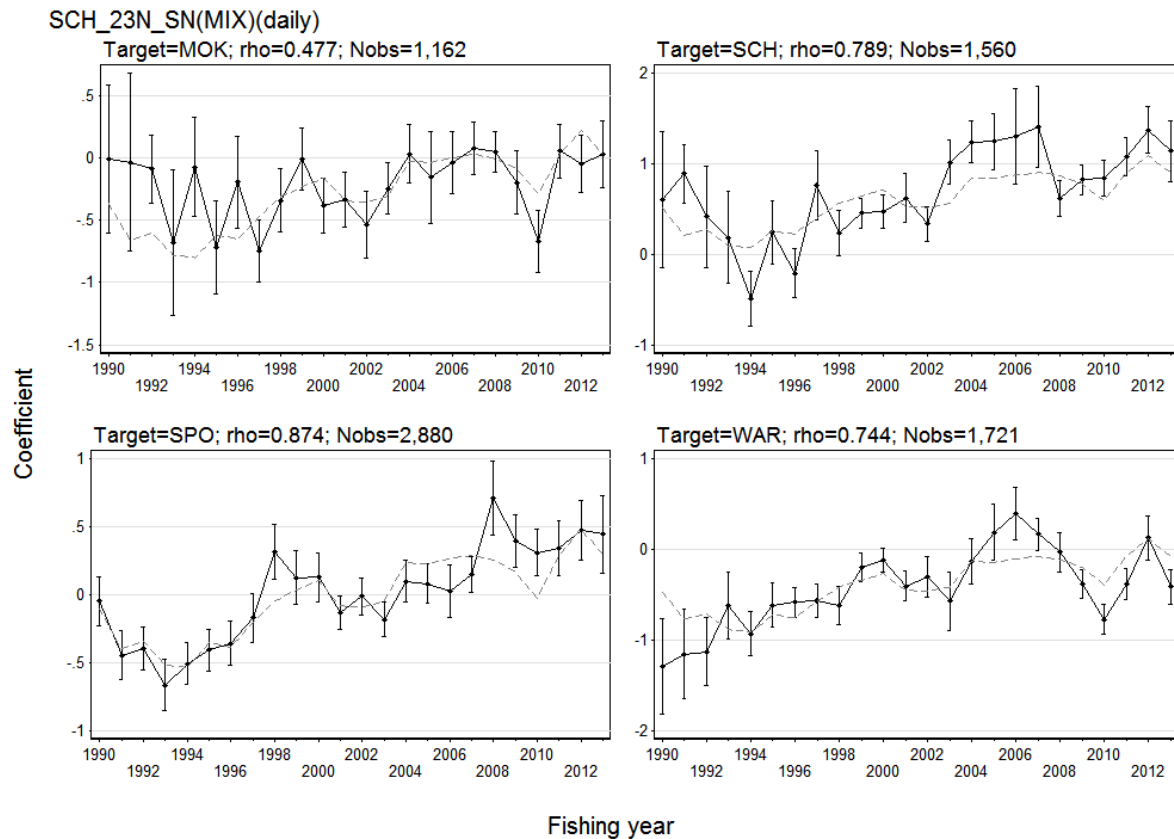 SCH_23N_SN(MIX)(daily)
Target=MOK; rho=0.477; Nobs=1,162
.5
0
-.5
-1
-1.5
1990 1992 1994 1996 1998 2000 2002 2004 2006 2008 2010 2012
Target=SCH; rho=0.789; Nobs=1,560
2
1
0
-1
1990 1992 1994 1996 1998 2000 2002 2004 2006 2008 2010 2012
Target=SPO; rho=0.874; Nobs=2,880
1
.5
0
-.5
-1
1990 1992 1994 1996 1998 2000 2002 2004 2006 2008 2010 2012
Target=WAR; rho=0.744; Nobs=1,721
1
0
-1
-2
1990 1992 1994 1996 1998 2000 2002 2004 2006 2008 2010 2012
Coefficient
Fishing year